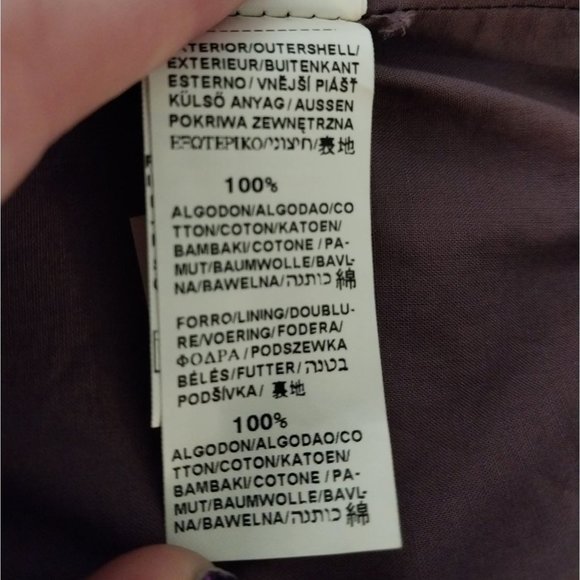 EXTERIOR/OUTERSHELL/
EXTERIEUR/BUITENKANT
ESTERNO/VNĚJŠÍ PIÁŠŤ
KÜLSÖ ANYAG/AUSSEN
POKRIWA ZEWNĘTRZNA
ΕΞΩΤΕΡΙΚΟ/חיצוני/表地
100%
ALGODON/ALGODAO/CO
TTON/COTON/KATOEN/
BAMBAKI/COTONE/PA-
MUT/BAUMWOLLE/BAVL-
NA/BAWELNA/כותנה 綿
FORRO/LINING/DOUBLU-
RE/VOERING/FODERA/
ΦΟΔΡΑ/PODSZEWKA
BÉLÉS/FUTTER/בטנה
PODŠÍVKA/ 裏地
100%
ALGODON/ALGODAO/CO
TTON/COTON/KATOEN/
BAMBAKI/COTONE/PA-
MUT/BAUMWOLLE/BAVL-
NA/BAWELNA/כותנה 綿